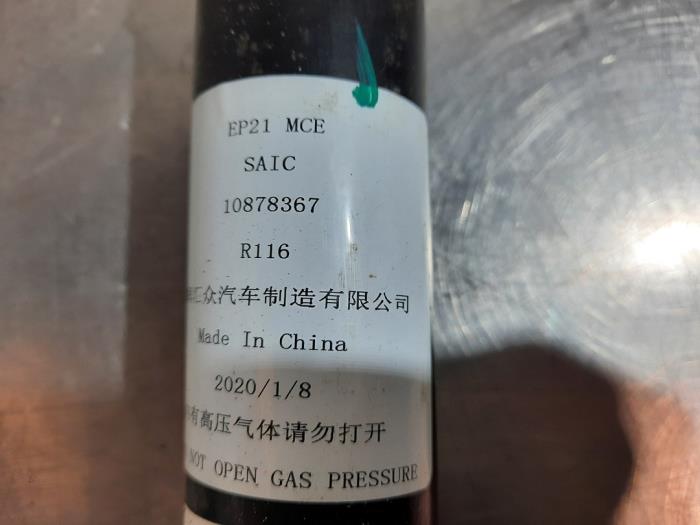 EP21 MCE
SAIC
10878367
R116
汇众汽车制造有限公司
Made In China
2020/1/8
有高压气体请勿打开
NOT OPEN GAS PRESSURE